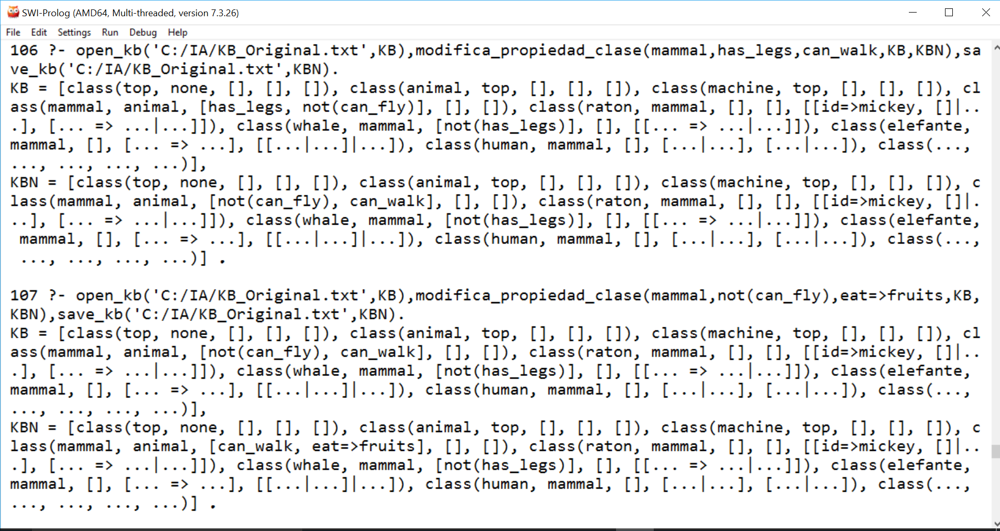 SWI-Prolog (AMD64, Multi-threaded, version 7.3.26)
File Edit Settings Run Debug Help
106 ?- open_kb('C:/IA/KB_Original.txt',KB),modifica_propiedad_clase(mammal,has_legs,can_walk,KB,KBN),sa
ve_kb('C:/IA/KB_Original.txt',KBN).
KB = [class(top, none, [], [], []), class(animal, top, [], [], []), class(machine, top, [], [], []), cl
ass(mammal, animal, [has_legs, not(can_fly)], [], []), class(raton, mammal, [], [], [[id=>mickey, []|..
.], [... => ...|...]]), class(whale, mammal, [not(has_legs)], [], [[... => ...|...]]), class(elefante,
mammal, [], [... => ...], [[...|...]|...]), class(human, mammal, [], [...|...], [...|...]), class(...,
..., ..., ..., ...)],
KBN = [class(top, none, [], [], []), class(animal, top, [], [], []), class(machine, top, [], [], []), c
lass(mammal, animal, [not(can_fly), can_walk], [], []), class(raton, mammal, [], [], [[id=>mickey, []|.
..], [... => ...|...]]), class(whale, mammal, [not(has_legs)], [], [[... => ...|...]]), class(elefante,
 mammal, [], [... => ...], [[...|...]|...]), class(human, mammal, [], [...|...], [...|...]), class(...,
 ..., ..., ..., ...)] .
107 ?- open_kb('C:/IA/KB_Original.txt',KB),modifica_propiedad_clase(mammal,not(can_fly),eat=>fruits,KB,
KBN),save_kb('C:/IA/KB_Original.txt',KBN).
KB = [class(top, none, [], [], []), class(animal, top, [], [], []), class(machine, top, [], [], []), cl
ass(mammal, animal, [not(can_fly), can_walk], [], []), class(raton, mammal, [], [], [[id=>mickey, []|..
.], [... => ...|...]]), class(whale, mammal, [not(has_legs)], [], [[... => ...|...]]), class(elefante,
mammal, [], [... => ...], [[...|...]|...]), class(human, mammal, [], [...|...], [...|...]), class(...,
..., ..., ..., ...)],
KBN = [class(top, none, [], [], []), class(animal, top, [], [], []), class(machine, top, [], [], []), c
lass(mammal, animal, [can_walk, eat=>fruits], [], []), class(raton, mammal, [], [], [[id=>mickey, []|..
.], [... => ...|...]]), class(whale, mammal, [not(has_legs)], [], [[... => ...|...]]), class(elefante,
mammal, [], [... => ...], [[...|...]|...]), class(human, mammal, [], [...|...], [...|...]), class(...,
..., ..., ..., ...)] .